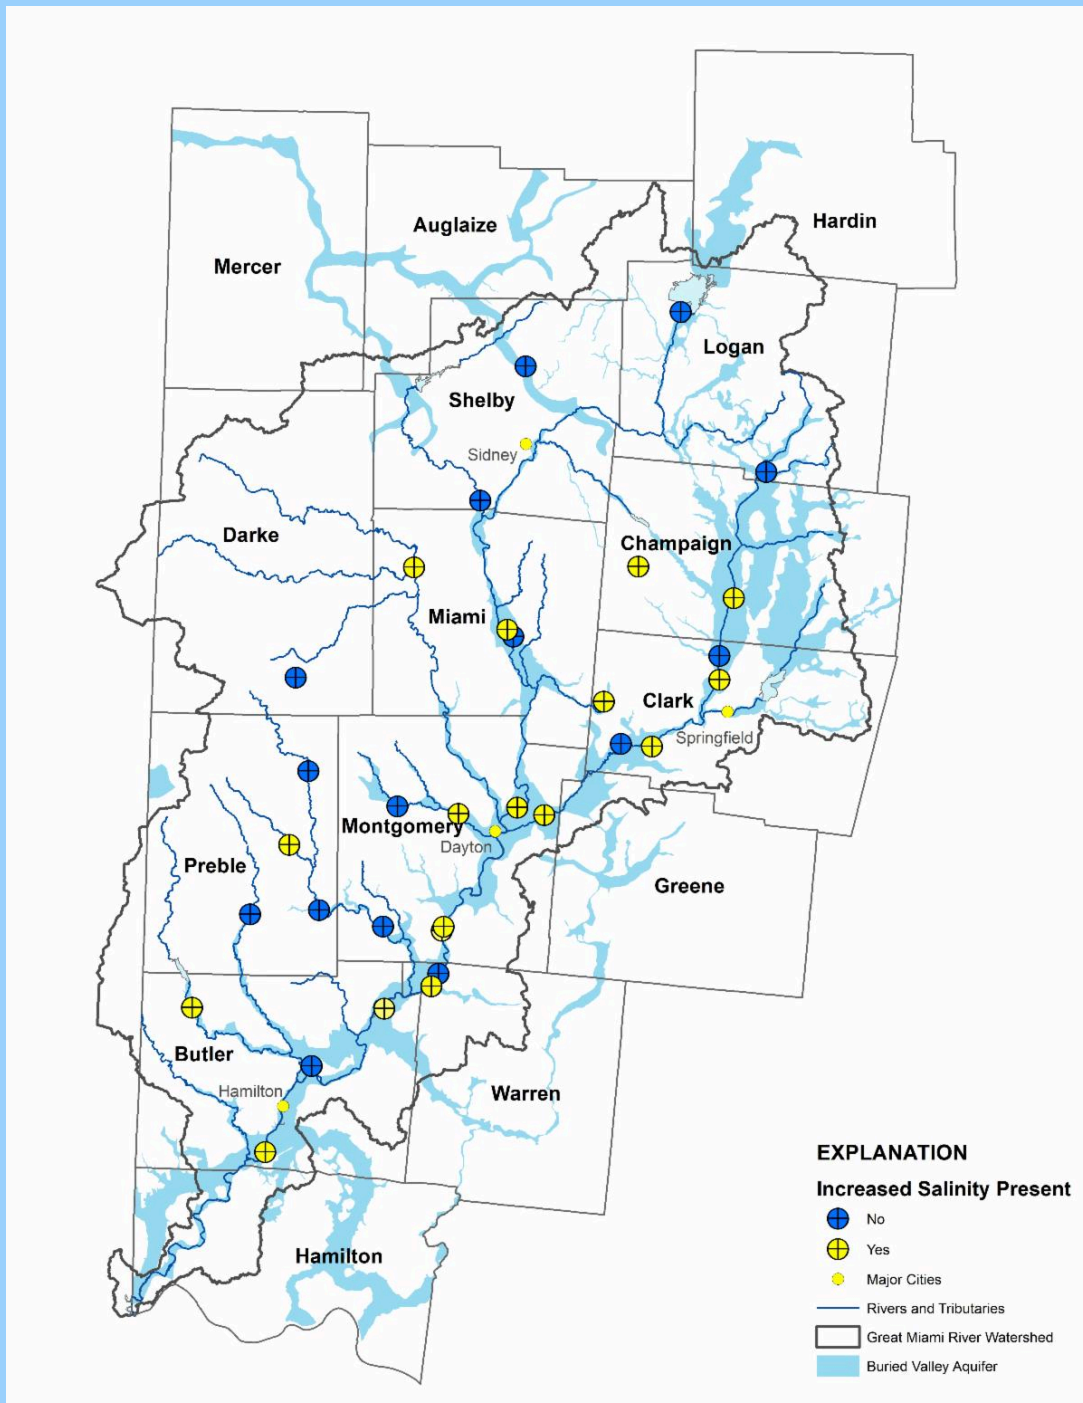 Hardin
Auglaize
Mercer
Logan
Shelby
Sidney
Darke
Champaign
Miami
Clark
Springfield
Montgomery
Dayton
Preble
Greene
Butler
Hamilton
Warren
Hamilton
EXPLANATION
Increased Salinity Present
No
Yes
Major Cities
Rivers and Tributaries
Great Miami River Watershed
Buried Valley Aquifer